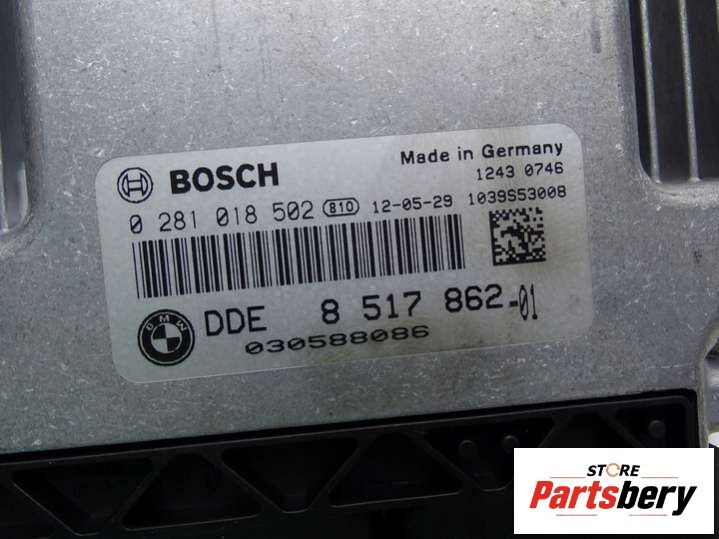 BOSCH
Made in Germany
1243 0746
0 281 018 502 810 12-05-29 1039S53008
BMW DDE 8 517 862-01
030588086
STORE
Partsbery